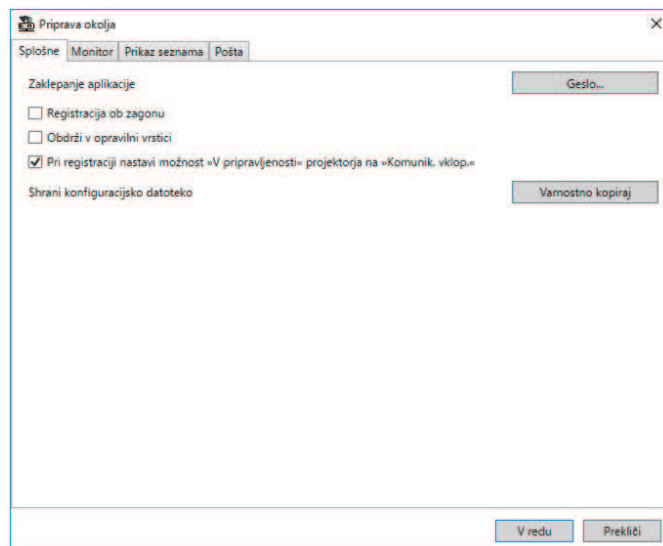 Priprava okolja
Splošne Monitor Prikaz seznama Pošta
Zaklepanje aplikacije Geslo...
Registracija ob zagonu
Obdrži v opravilni vrstici
Pri registraciji nastavi možnost »V pripravljenosti« projektorja na »Komunik. vklop.«
Shrani konfiguracijsko datoteko Varnostno kopiraj
V redu Prekliči